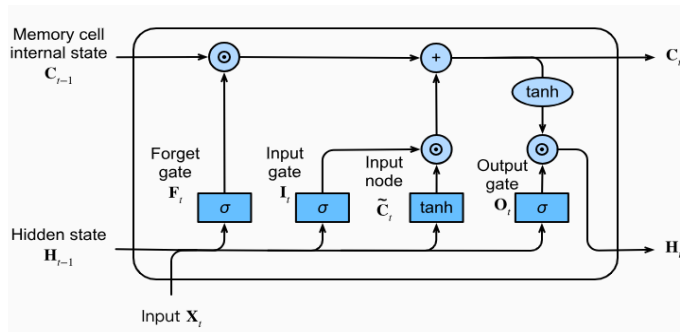 Memory cell
internal state
C_{t-1}
C_t
tanh
Forget
gate
F_t
Input
gate
I_t
Input
node
C̃_t
Output
gate
O_t
σ
σ
tanh
σ
Hidden state
H_{t-1}
H_t
Input X_t